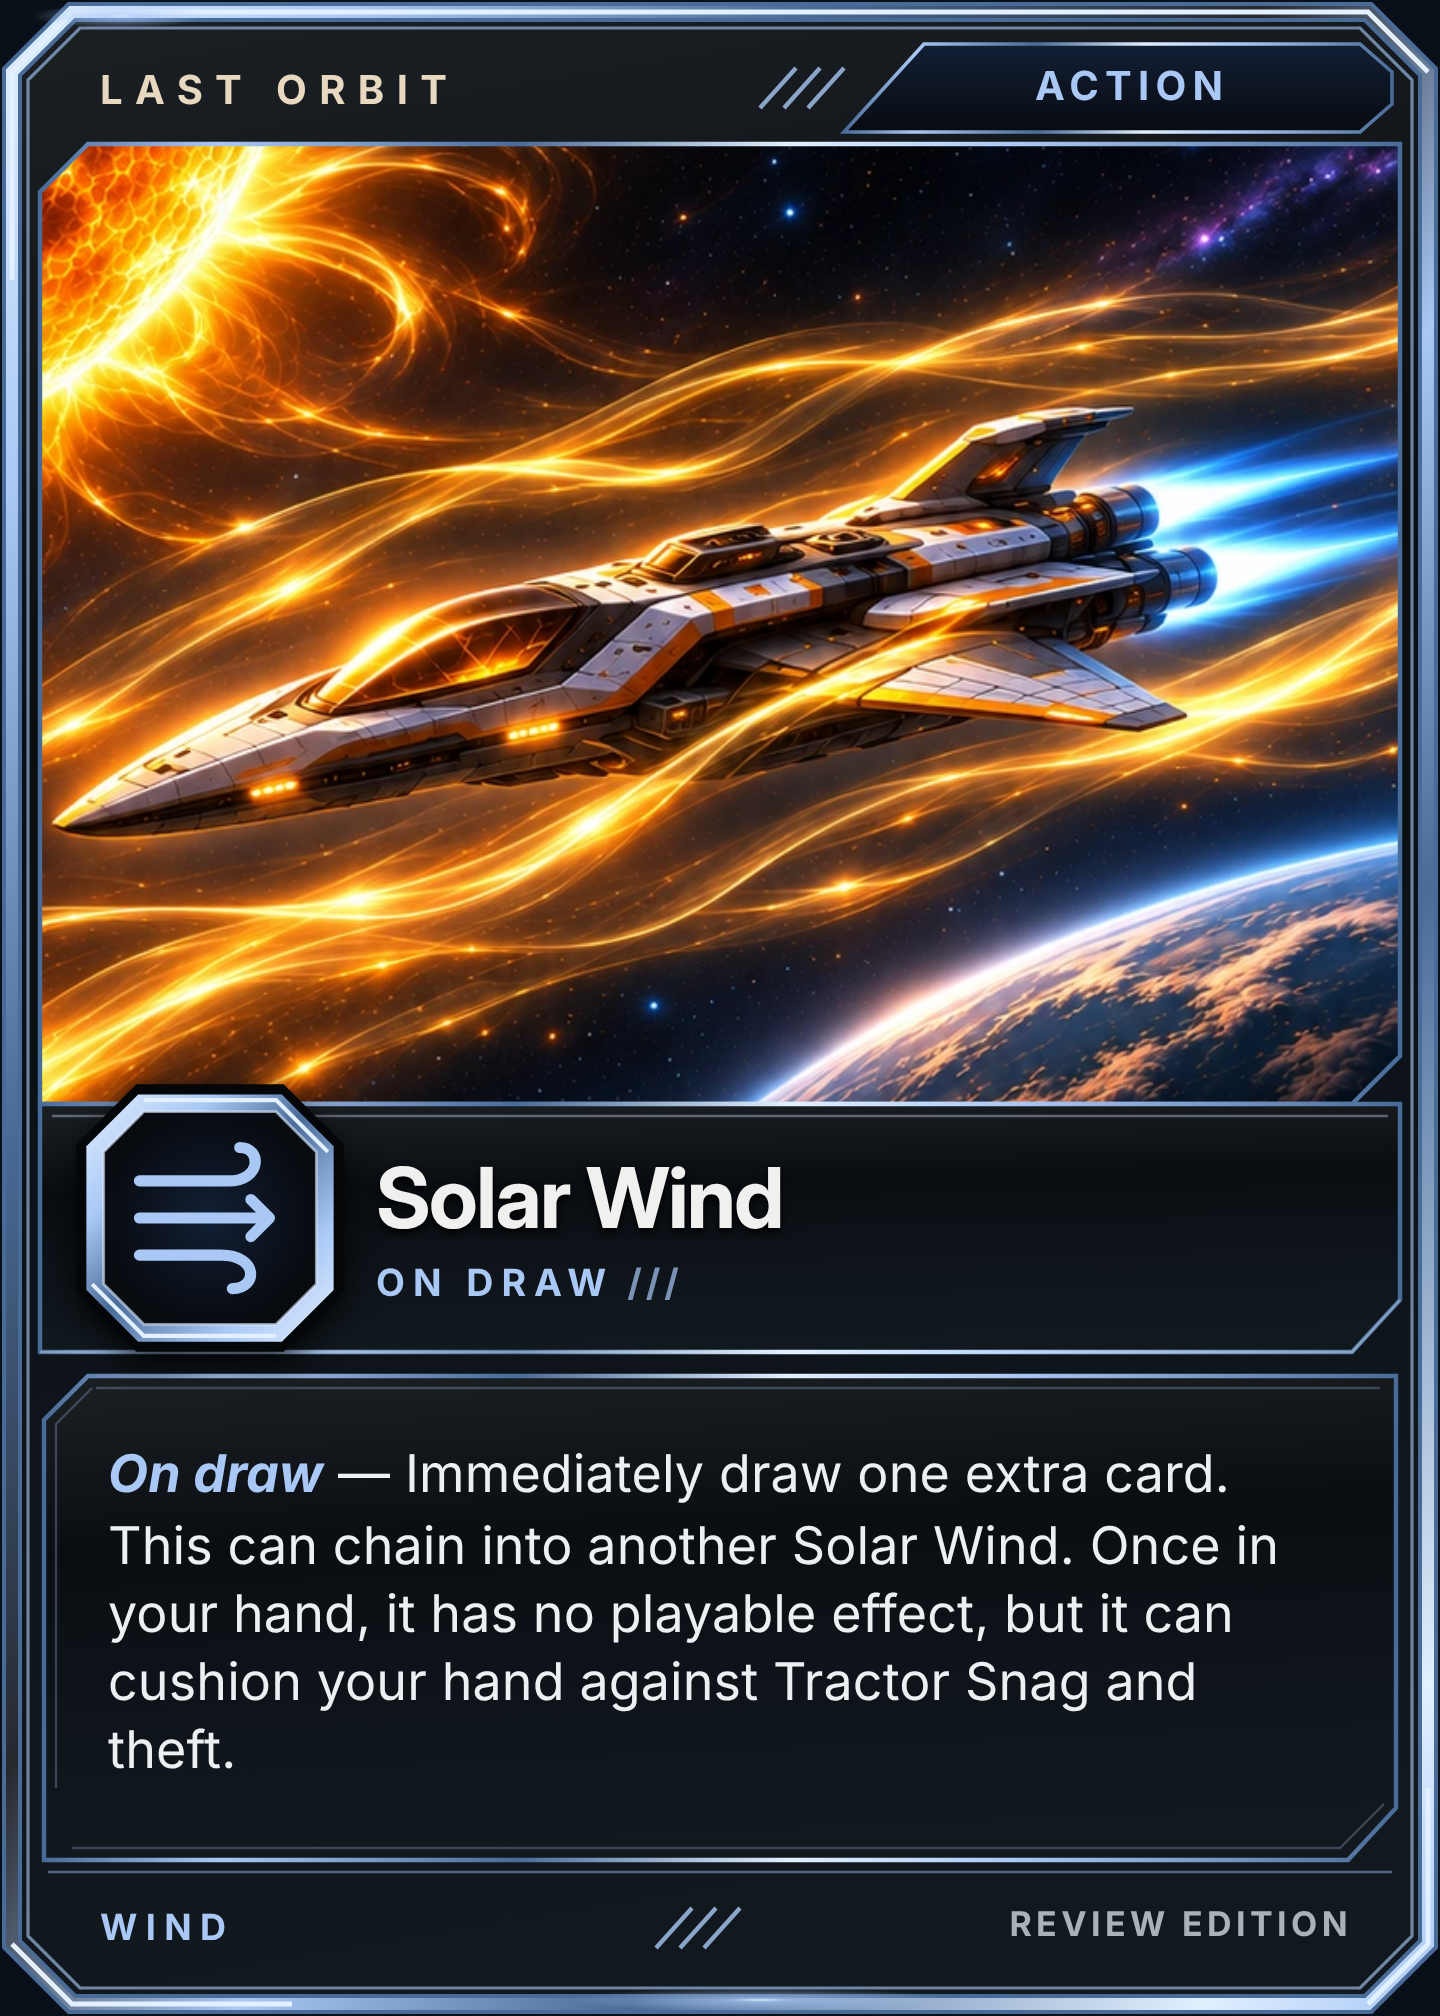 LAST ORBIT
ACTION
Solar Wind
ON DRAW ///
On draw — Immediately draw one extra card.
This can chain into another Solar Wind. Once in
your hand, it has no playable effect, but it can
cushion your hand against Tractor Snag and
theft.
WIND
REVIEW EDITION